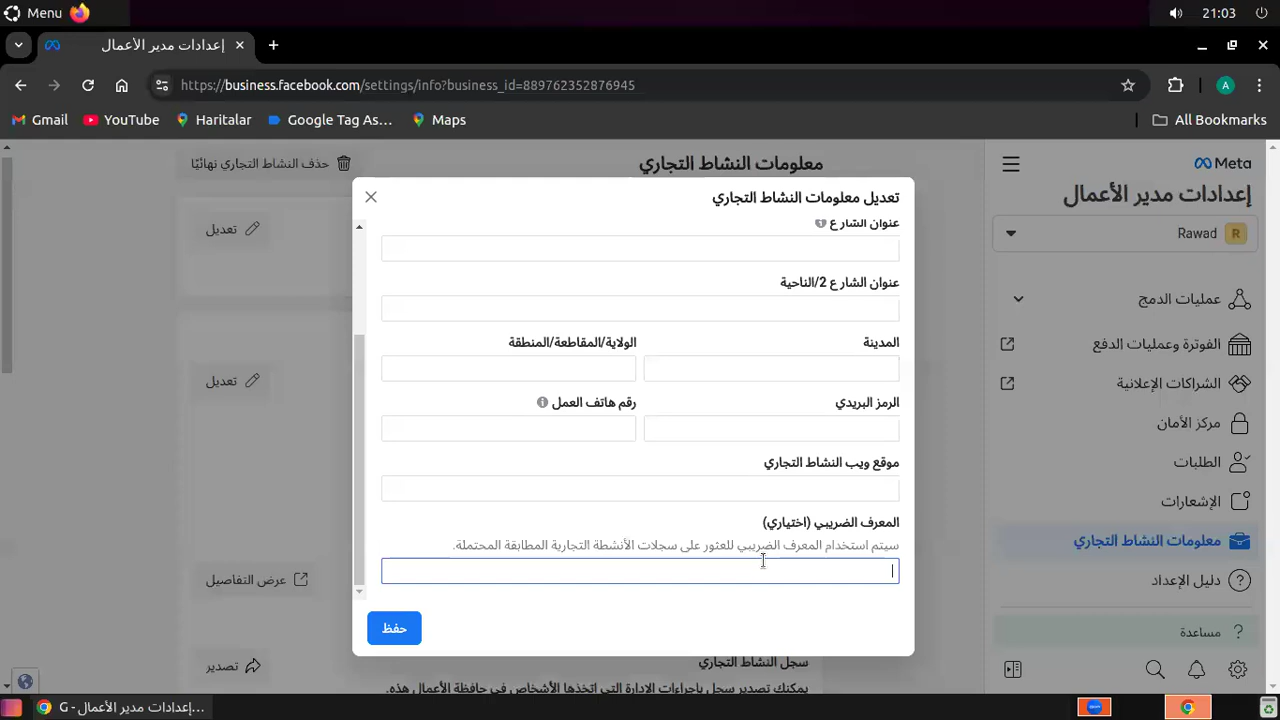 Menu
21:03
إعدادات مدير الأعمال
https://business.facebook.com/settings/info?business_id=889762352876945
A
Gmail
YouTube
Haritalar
Google Tag As...
Maps
All Bookmarks
Meta
إعدادات مدير الأعمال
R Rawad
عمليات الدمج
الفوترة وعمليات الدفع
الشراكات الإعلانية
مركز الأمان
الطلبات
الإشعارات
معلومات النشاط التجاري
دليل الإعداد
مساعدة
معلومات النشاط التجاري
حذف النشاط التجاري نهائيًا
تعديل
تعديل
عرض التفاصيل
تعديل معلومات النشاط التجاري
عنوان الشارع 1
عنوان الشارع 2/الناحية
المدينة
الولاية/المقاطعة/المنطقة
الرمز البريدي
رقم هاتف العمل
موقع ويب النشاط التجاري
المعرف الضريبي (اختياري)
سيتم استخدام المعرف الضريبي للعثور على سجلات الأنشطة التجارية المطابقة المحتملة.
حفظ
سجل النشاط التجاري
تصدير
يمكنك تصدير سجل بإجراءات الإدارة التي اتخذها الأشخاص في حافظة الأعمال هذه.
إعدادات مدير الأعمال - G...